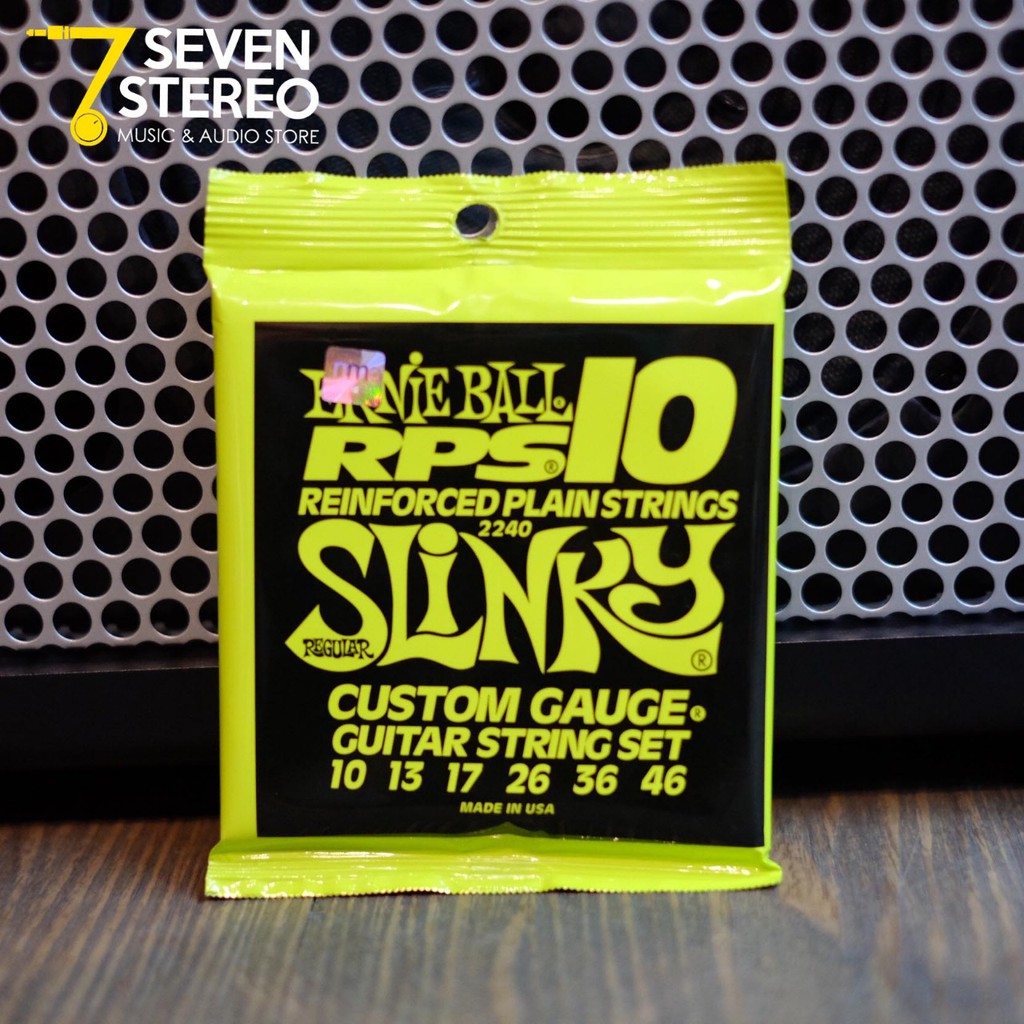 7 SEVEN
STEREO
MUSIC & AUDIO STORE
ERNIE BALL®
RPS® 10
REINFORCED PLAIN STRINGS
2240
SLINKY®
REGULAR
CUSTOM GAUGE®
GUITAR STRING SET
10 13 17 26 36 46
MADE IN USA